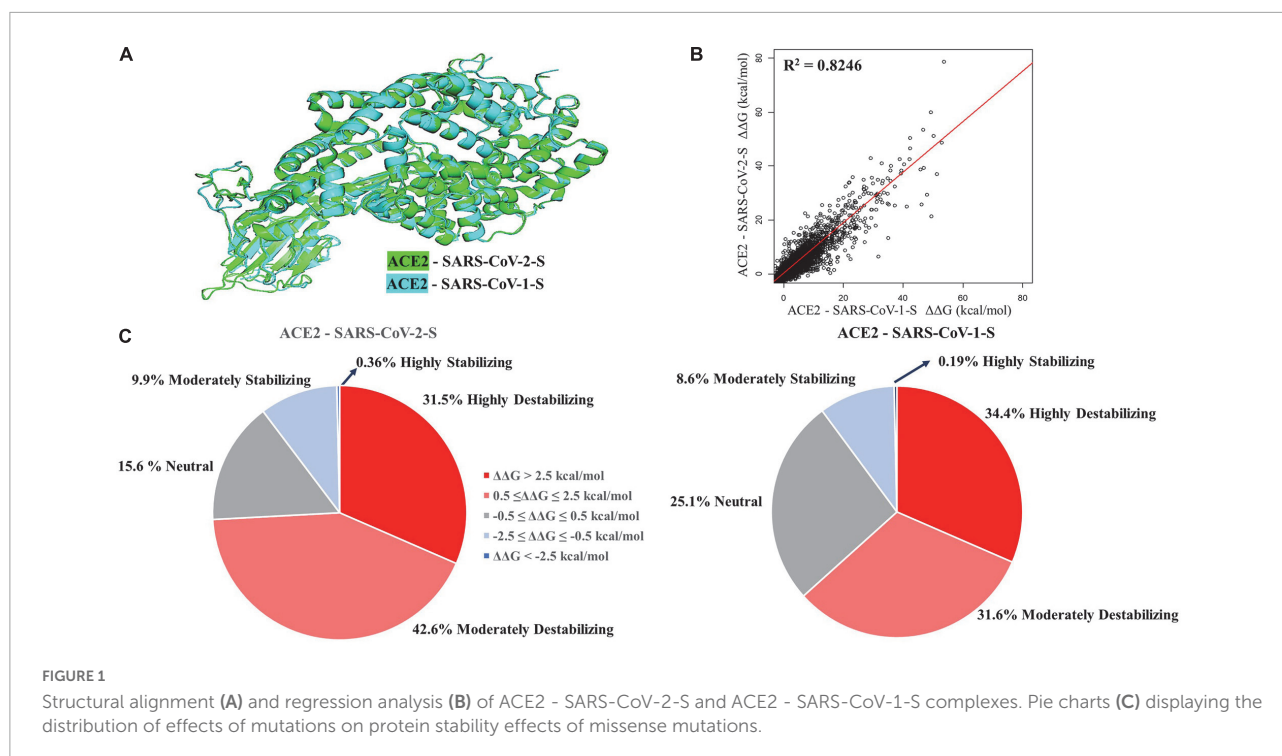 A
ACE2 - SARS-CoV-2-S
ACE2 - SARS-CoV-1-S
B
R² = 0.8246
ACE2 - SARS-CoV-2-S ΔΔG (kcal/mol)
80
60
40
20
0
0 20 40 60 80
ACE2 - SARS-CoV-1-S ΔΔG (kcal/mol)
C
ACE2 - SARS-CoV-2-S
0.36% Highly Stabilizing
9.9% Moderately Stabilizing
31.5% Highly Destabilizing
15.6 % Neutral
42.6% Moderately Destabilizing
ΔΔG > 2.5 kcal/mol
0.5 ≤ΔΔG ≤ 2.5 kcal/mol
-0.5 ≤ ΔΔG ≤ 0.5 kcal/mol
-2.5 ≤ ΔΔG ≤ -0.5 kcal/mol
ΔΔG < -2.5 kcal/mol
ACE2 - SARS-CoV-1-S
0.19% Highly Stabilizing
8.6% Moderately Stabilizing
34.4% Highly Destabilizing
25.1% Neutral
31.6% Moderately Destabilizing
FIGURE 1
Structural alignment (A) and regression analysis (B) of ACE2 - SARS-CoV-2-S and ACE2 - SARS-CoV-1-S complexes. Pie charts (C) displaying the
distribution of effects of mutations on protein stability effects of missense mutations.